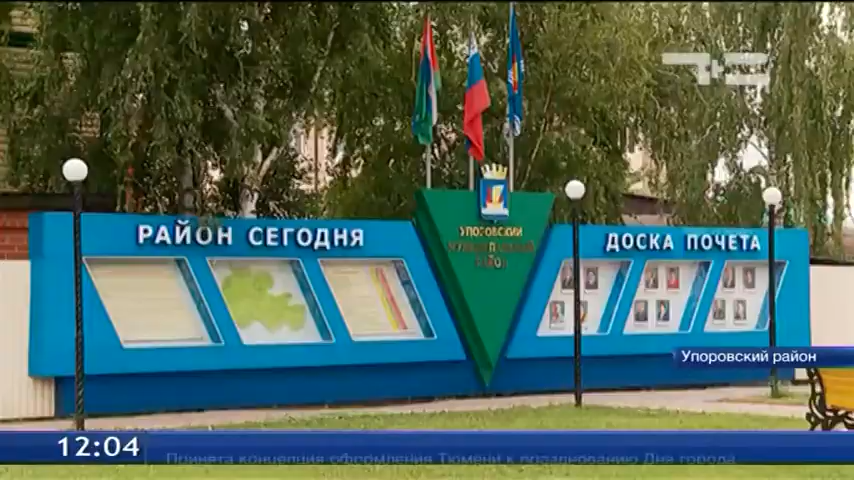 РАЙОН СЕГОДНЯ
УПОРОВСКИЙ
МУНИЦИПАЛЬНЫЙ
РАЙОН
ДОСКА ПОЧЕТА
Упоровский район
12:04
Принята концепция оформления Тюмени к празднованию Дня города